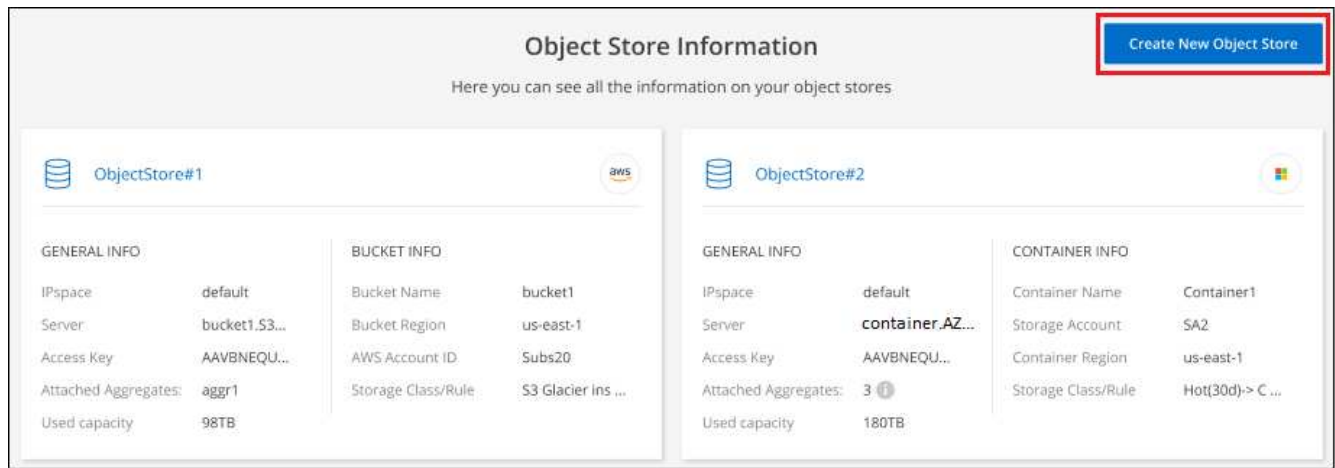 Object Store Information
Create New Object Store
Here you can see all the information on your object stores
ObjectStore#1
aws
GENERAL INFO
BUCKET INFO
IPspace default Bucket Name bucket1
Server bucket1.S3... Bucket Region us-east-1
Access Key AAVBNEQU... AWS Account ID Subs20
Attached Aggregates: aggr1 Storage Class/Rule S3 Glacier ins ...
Used capacity 98TB
ObjectStore#2
GENERAL INFO
CONTAINER INFO
IPspace default Container Name Container1
Server container.AZ... Storage Account SA2
Access Key AAVBNEQU... Container Region us-east-1
Attached Aggregates: 3 i Storage Class/Rule Hot(30d)-> C ...
Used capacity 180TB